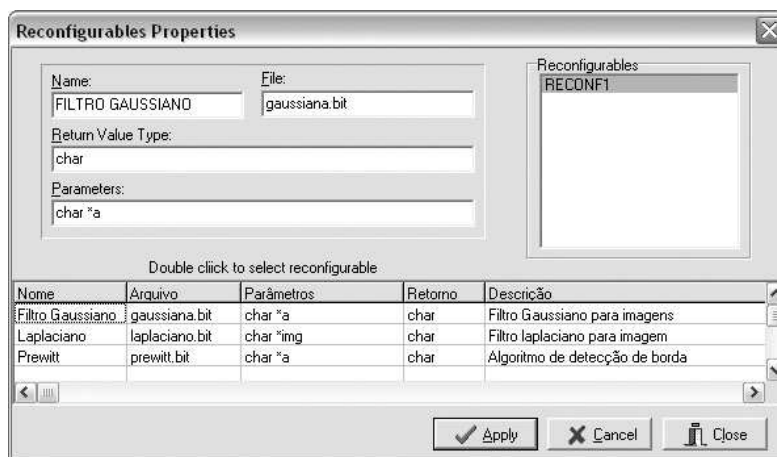 Reconfigurables Properties
Name:
File:
FILTRO GAUSSIANO
gaussiana.bit
Return Value Type:
char
Parameters:
char *a
Reconfigurables
RECONF1
Double cliick to select reconfigurable
Nome Arquivo Parâmetros Retorno Descrição
Filtro Gaussiano gaussiana.bit char *a char Filtro Gaussiano para imagens
Laplaciano laplaciano.bit char *img char Filtro laplaciano para imagem
Prewitt prewitt.bit char *a char Algoritmo de detecção de borda
Apply Cancel Close